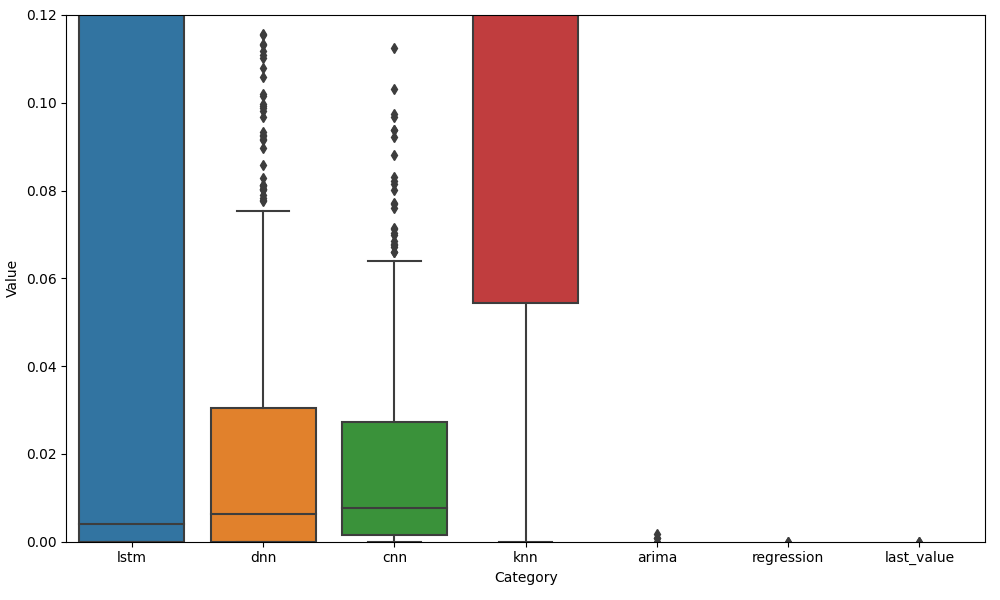 0.12
0.10
0.08
0.06
0.04
0.02
0.00
Value
lstm dnn cnn knn arima regression last_value
Category